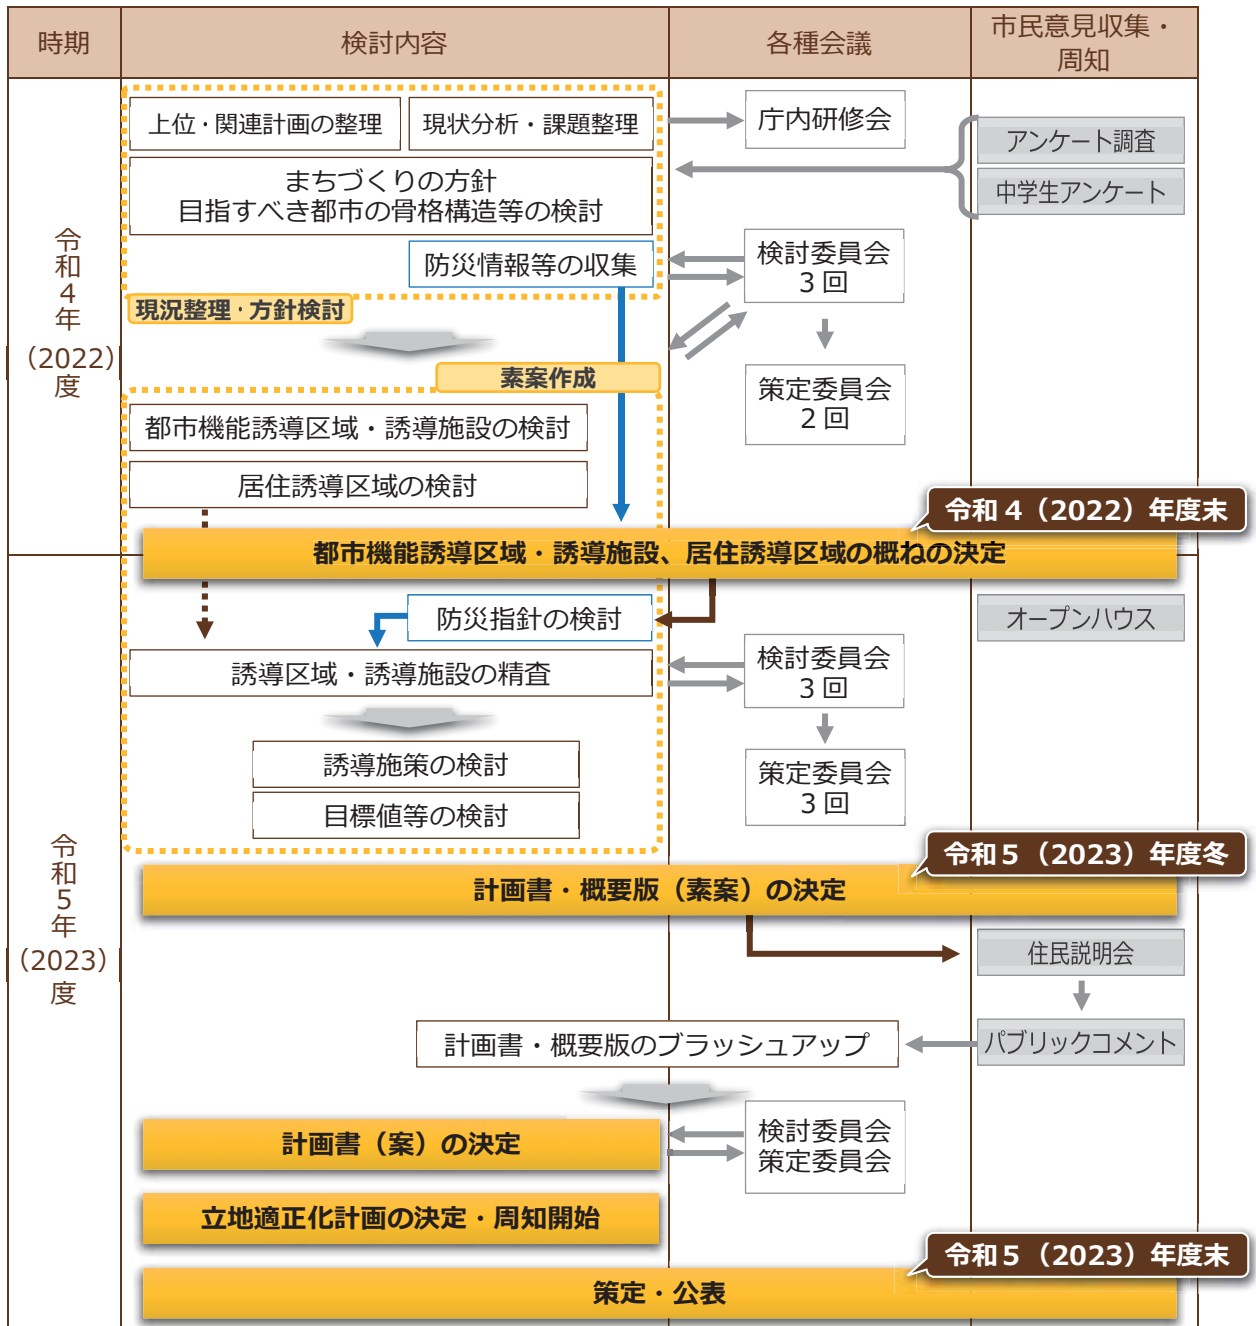 時期
検討内容
各種会議
市民意見収集・
周知
令和4年
(2022)
度
上位・関連計画の整理
現状分析・課題整理
庁内研修会
アンケート調査
中学生アンケート
まちづくりの方針
目指すべき都市の骨格構造等の検討
防災情報等の収集
検討委員会
3回
現況整理・方針検討
素案作成
策定委員会
2回
都市機能誘導区域・誘導施設の検討
居住誘導区域の検討
令和4(2022)年度末
都市機能誘導区域・誘導施設、居住誘導区域の概ねの決定
令和5年
(2023)
度
防災指針の検討
オープンハウス
誘導区域・誘導施設の精査
検討委員会
3回
誘導施策の検討
目標値等の検討
策定委員会
3回
令和5(2023)年度冬
計画書・概要版(素案)の決定
住民説明会
計画書・概要版のブラッシュアップ
パブリックコメント
計画書(案)の決定
検討委員会
策定委員会
立地適正化計画の決定・周知開始
令和5(2023)年度末
策定・公表